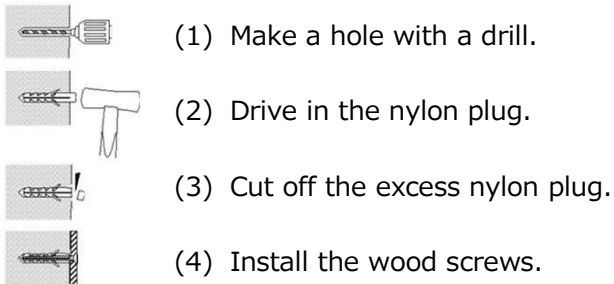 (1) Make a hole with a drill.
(2) Drive in the nylon plug.
(3) Cut off the excess nylon plug.
(4) Install the wood screws.